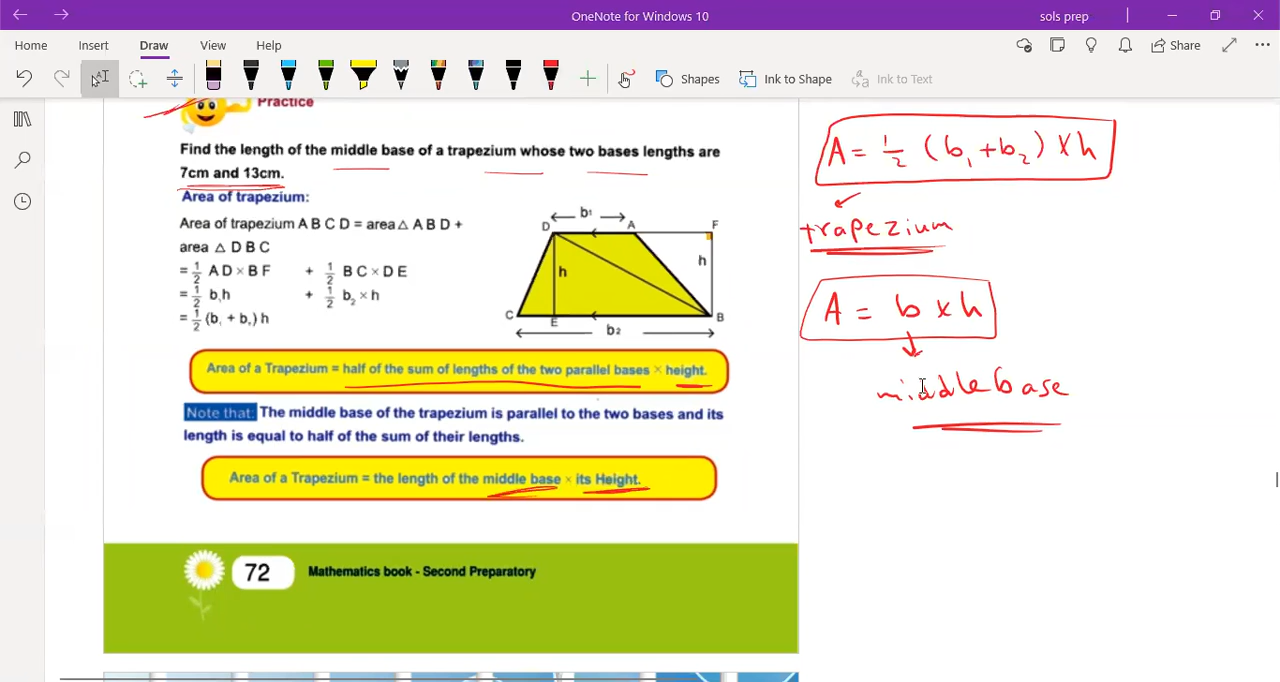 OneNote for Windows 10
sols prep
Home Insert Draw View Help
Share
Shapes
Ink to Shape
Ink to Text
Practice
Find the length of the middle base of a trapezium whose two bases lengths are
7cm and 13cm.
Area of trapezium:
Area of trapezium A B C D = area △ A B D +
area △ D B C
= 1/2 A D × B F + 1/2 B C × D E
= 1/2 b₁h + 1/2 b₂ × h
= 1/2 (b₁ + b₂) h
b₁
D A F
h h
C E B
b₂
Area of a Trapezium = half of the sum of lengths of the two parallel bases × height.
Note that: The middle base of the trapezium is parallel to the two bases and its
length is equal to half of the sum of their lengths.
Area of a Trapezium = the length of the middle base × its Height.
72 Mathematics book - Second Preparatory
A = 1/2 (b₁ + b₂) × h
trapezium
A = b × h
middle base